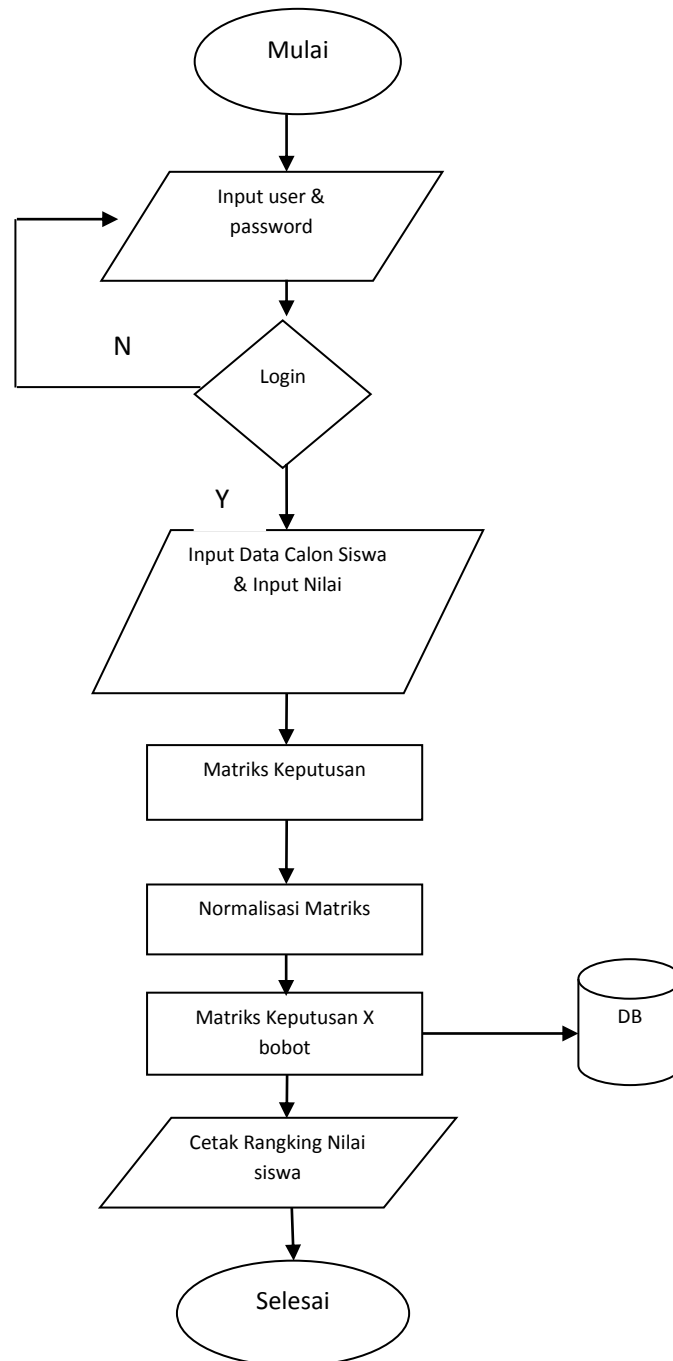 Mulai
Input user &
password
N
Login
Y
Input Data Calon Siswa
& Input Nilai
Matriks Keputusan
Normalisasi Matriks
Matriks Keputusan X
bobot
DB
Cetak Rangking Nilai
siswa
Selesai